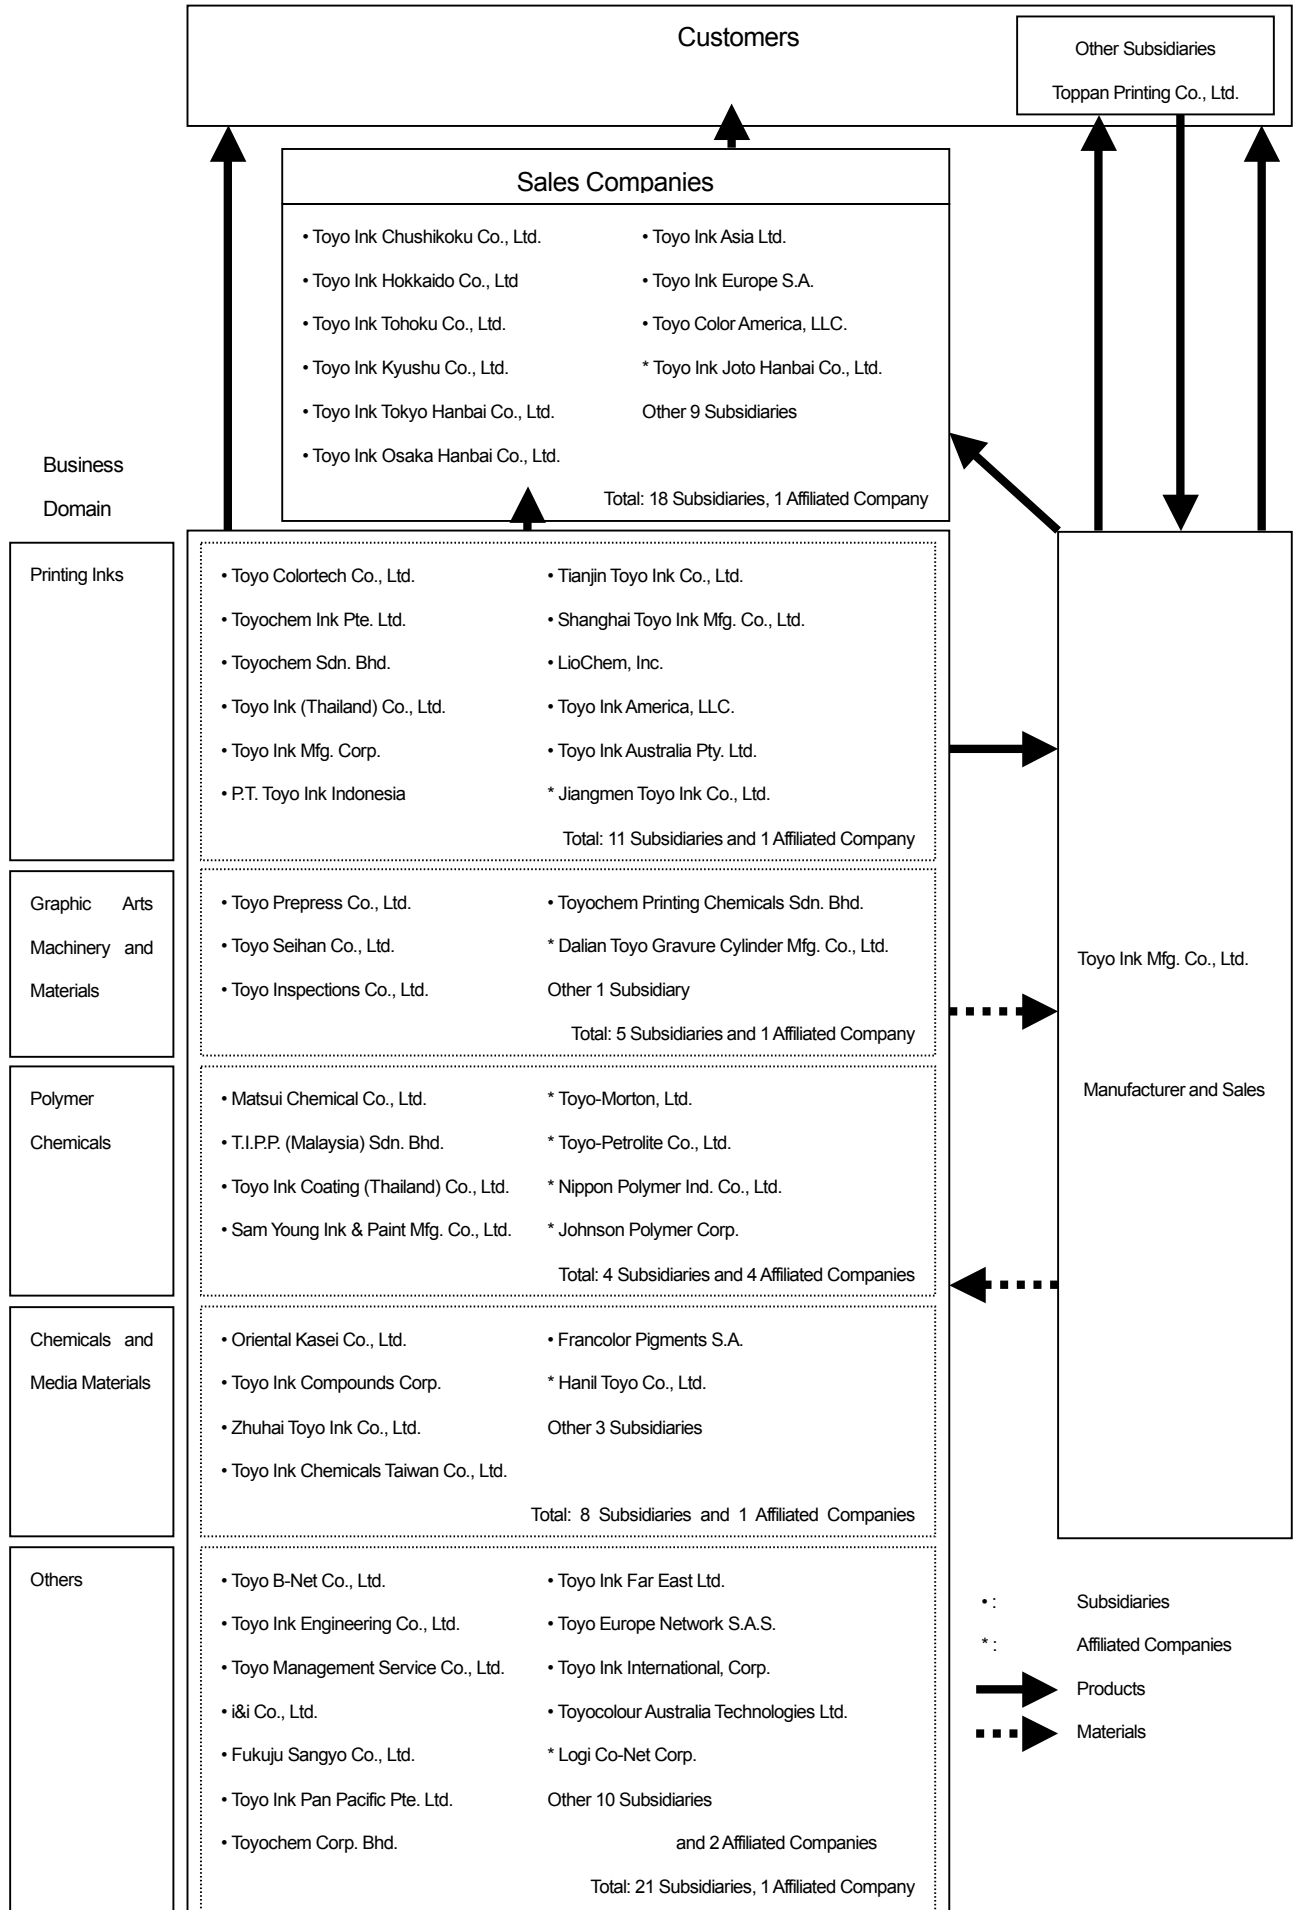 Customers
Other Subsidiaries
Toppan Printing Co., Ltd.
Sales Companies
• Toyo Ink Chushikoku Co., Ltd.
• Toyo Ink Hokkaido Co., Ltd
• Toyo Ink Tohoku Co., Ltd.
• Toyo Ink Kyushu Co., Ltd.
• Toyo Ink Tokyo Hanbai Co., Ltd.
• Toyo Ink Osaka Hanbai Co., Ltd.
• Toyo Ink Asia Ltd.
• Toyo Ink Europe S.A.
• Toyo Color America, LLC.
* Toyo Ink Joto Hanbai Co., Ltd.
Other 9 Subsidiaries
Total: 18 Subsidiaries, 1 Affiliated Company
Business
Domain
Printing Inks
• Toyo Colortech Co., Ltd.
• Toyochem Ink Pte. Ltd.
• Toyochem Sdn. Bhd.
• Toyo Ink (Thailand) Co., Ltd.
• Toyo Ink Mfg. Corp.
• P.T. Toyo Ink Indonesia
• Tianjin Toyo Ink Co., Ltd.
• Shanghai Toyo Ink Mfg. Co., Ltd.
• LioChem, Inc.
• Toyo Ink America, LLC.
• Toyo Ink Australia Pty. Ltd.
* Jiangmen Toyo Ink Co., Ltd.
Total: 11 Subsidiaries and 1 Affiliated Company
Graphic Arts
Machinery and
Materials
• Toyo Prepress Co., Ltd.
• Toyo Seihan Co., Ltd.
• Toyo Inspections Co., Ltd.
• Toyochem Printing Chemicals Sdn. Bhd.
* Dalian Toyo Gravure Cylinder Mfg. Co., Ltd.
Other 1 Subsidiary
Total: 5 Subsidiaries and 1 Affiliated Company
Polymer
Chemicals
• Matsui Chemical Co., Ltd.
• T.I.P.P. (Malaysia) Sdn. Bhd.
• Toyo Ink Coating (Thailand) Co., Ltd.
• Sam Young Ink & Paint Mfg. Co., Ltd.
* Toyo-Morton, Ltd.
* Toyo-Petrolite Co., Ltd.
* Nippon Polymer Ind. Co., Ltd.
* Johnson Polymer Corp.
Total: 4 Subsidiaries and 4 Affiliated Companies
Chemicals and
Media Materials
• Oriental Kasei Co., Ltd.
• Toyo Ink Compounds Corp.
• Zhuhai Toyo Ink Co., Ltd.
• Toyo Ink Chemicals Taiwan Co., Ltd.
• Francolor Pigments S.A.
* Hanil Toyo Co., Ltd.
Other 3 Subsidiaries
Total: 8 Subsidiaries and 1 Affiliated Companies
Others
• Toyo B-Net Co., Ltd.
• Toyo Ink Engineering Co., Ltd.
• Toyo Management Service Co., Ltd.
• i&i Co., Ltd.
• Fukuju Sangyo Co., Ltd.
• Toyo Ink Pan Pacific Pte. Ltd.
• Toyochem Corp. Bhd.
• Toyo Ink Far East Ltd.
• Toyo Europe Network S.A.S.
• Toyo Ink International, Corp.
• Toyocolour Australia Technologies Ltd.
* Logi Co-Net Corp.
Other 10 Subsidiaries
and 2 Affiliated Companies
Total: 21 Subsidiaries, 1 Affiliated Company
Toyo Ink Mfg. Co., Ltd.
Manufacturer and Sales
• : Subsidiaries
* : Affiliated Companies
Products
Materials